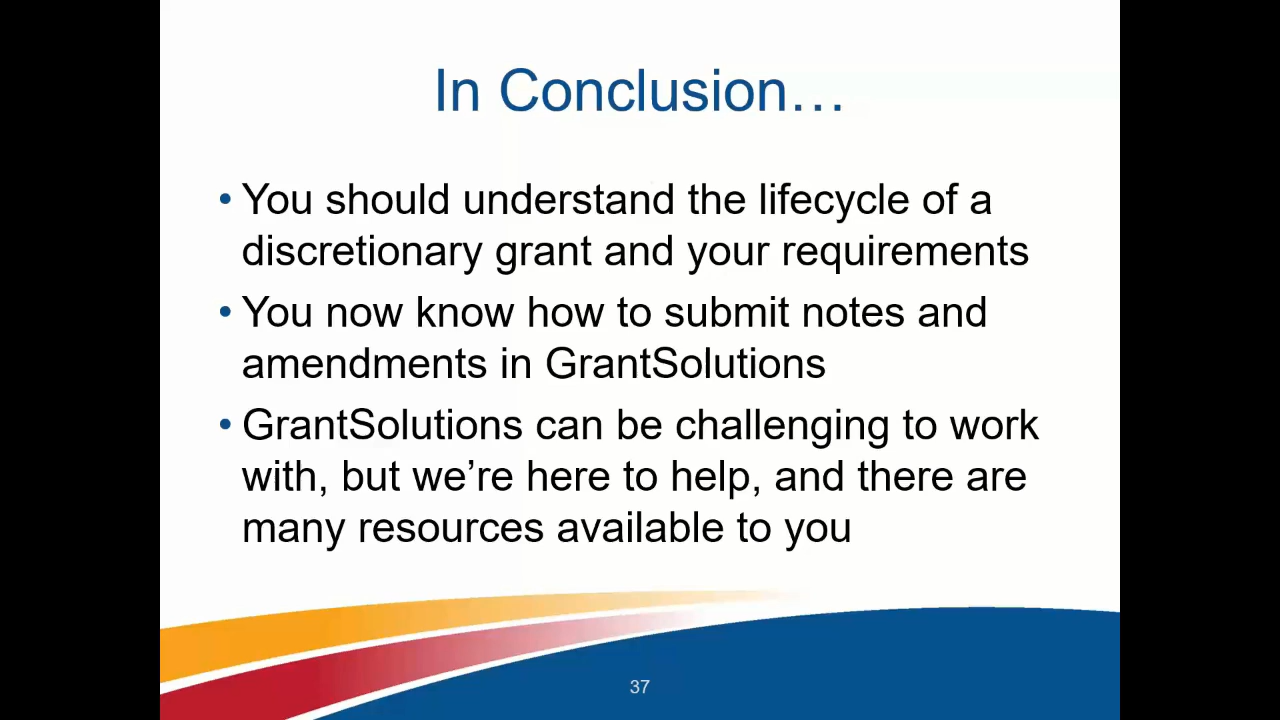 In Conclusion…
• You should understand the lifecycle of a
discretionary grant and your requirements
• You now know how to submit notes and
amendments in GrantSolutions
• GrantSolutions can be challenging to work
with, but we’re here to help, and there are
many resources available to you
37